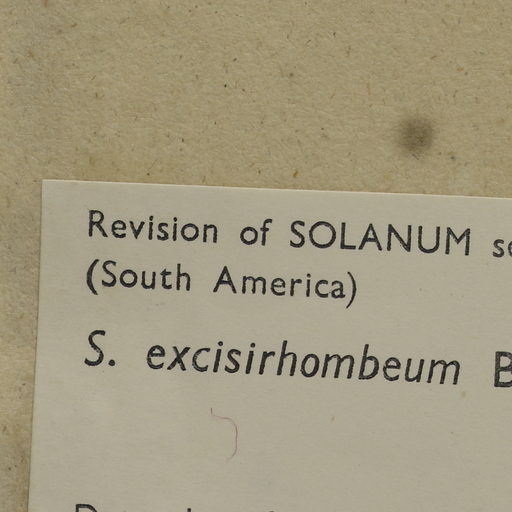 Revision of SOLANUM
(South America)
S. excisirhombeum B